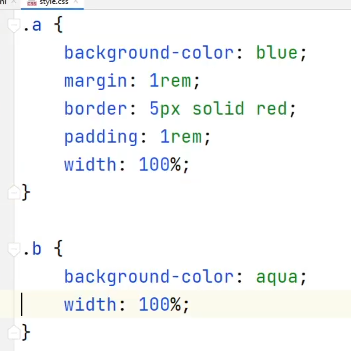 style.css
.a {
    background-color: blue;
    margin: 1rem;
    border: 5px solid red;
    padding: 1rem;
    width: 100%;
}

.b {
    background-color: aqua;
    width: 100%;
}